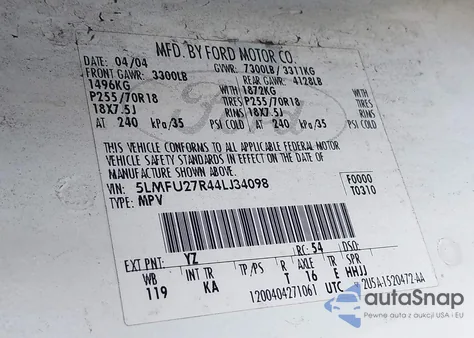 MFD. BY FORD MOTOR CO.
DATE: 04/04 GVWR: 7300LB/ 3311KG
FRONT GAWR: 3300LB REAR GAWR: 4128LB
1496KG WITH 1872KG WITH
P255/70R18 TIRES P255/70R18 TIRES
18X7.5J RIMS 18X7.5J RIMS
AT 240 kPa/35 PSI COLD AT 240 kPa/35 PSI COLD
THIS VEHICLE CONFORMS TO ALL APPLICABLE FEDERAL MOTOR
VEHICLE SAFETY STANDARDS IN EFFECT ON THE DATE OF
MANUFACTURE SHOWN ABOVE.
VIN: 5LMFU27R44LJ34098 F0000
TYPE: MPV T0310
EXT PNT: YZ RC: 54 DSO:
WB INT TR TP/PS R AXLE TR SPR
119 KA T 16 E HHJJ
1200404271061 UTC 2U5A-1520472-AA
Ford
autoSnap
Pewne auta z aukcji USA i EU